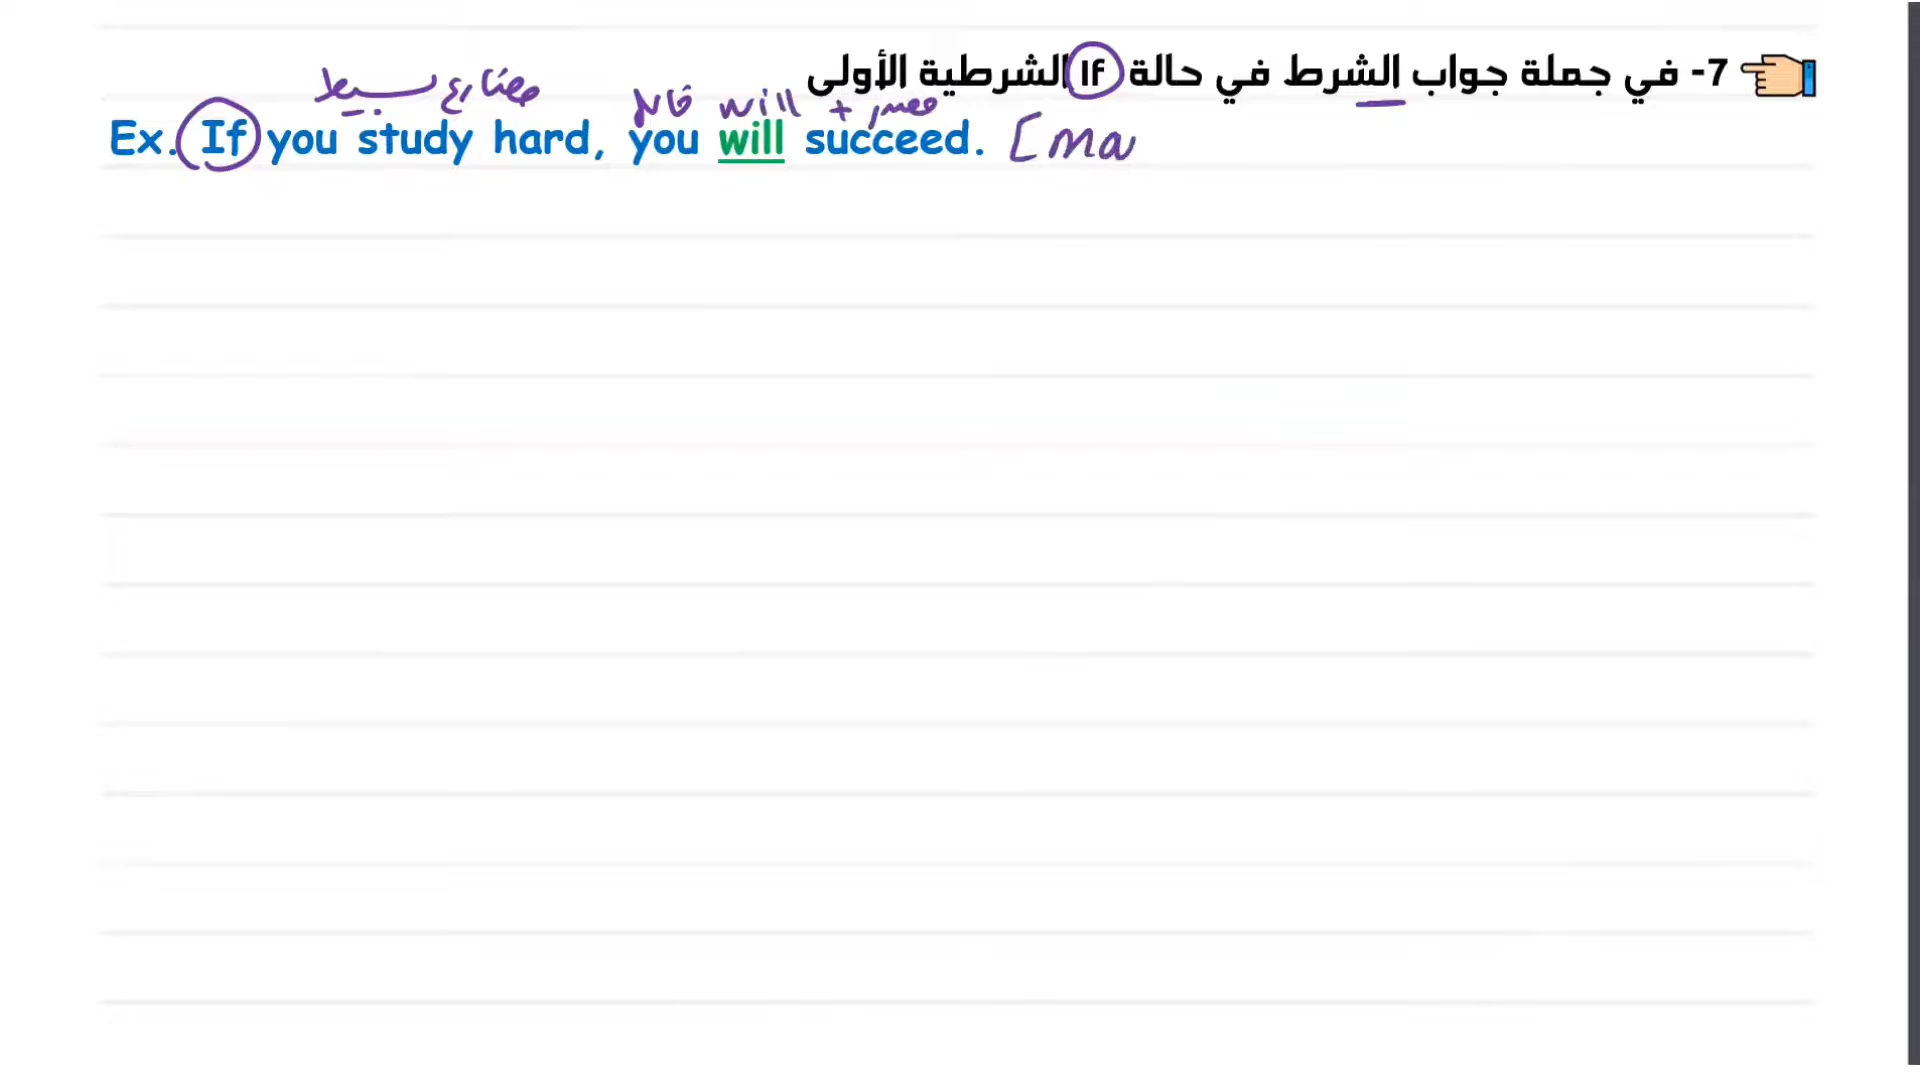 7- في جملة جواب الشرط في حالة If الشرطية الأولى
مضارع بسيط فاعل will + مصدر
Ex. If you study hard, you will succeed. [ma